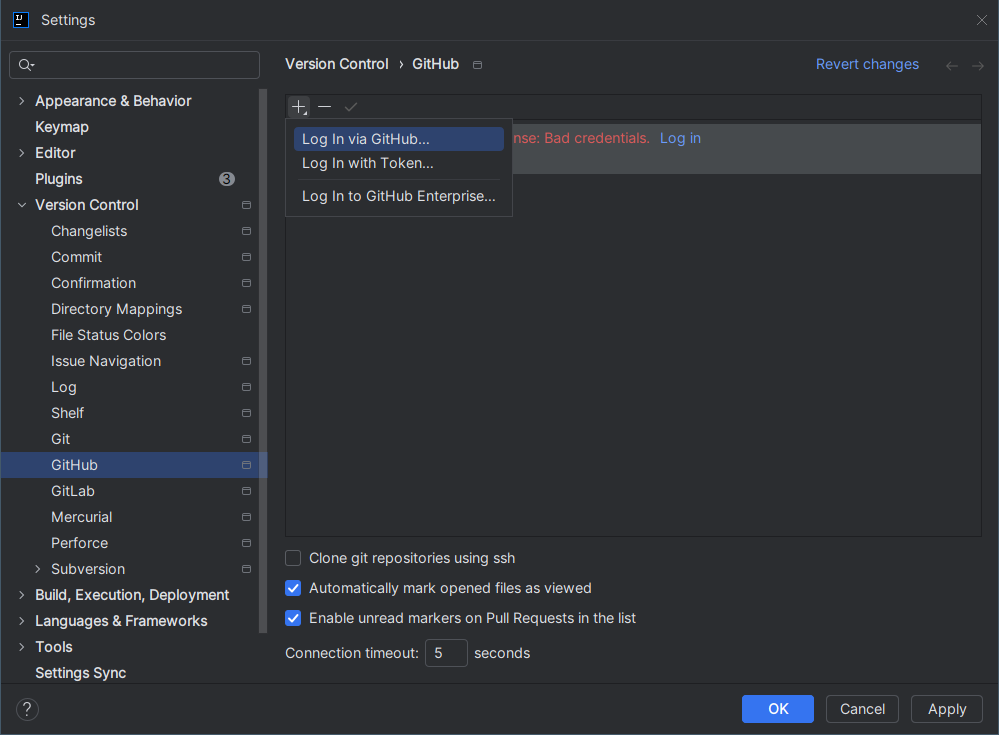 Settings
Version Control › GitHub
Revert changes
Appearance & Behavior
Keymap
Editor
Plugins 3
Version Control
Changelists
Commit
Confirmation
Directory Mappings
File Status Colors
Issue Navigation
Log
Shelf
Git
GitHub
GitLab
Mercurial
Perforce
Subversion
Build, Execution, Deployment
Languages & Frameworks
Tools
Settings Sync
Log In via GitHub...
Log In with Token...
Log In to GitHub Enterprise...
nse: Bad credentials. Log in
Clone git repositories using ssh
Automatically mark opened files as viewed
Enable unread markers on Pull Requests in the list
Connection timeout: 5 seconds
?
OK
Cancel
Apply